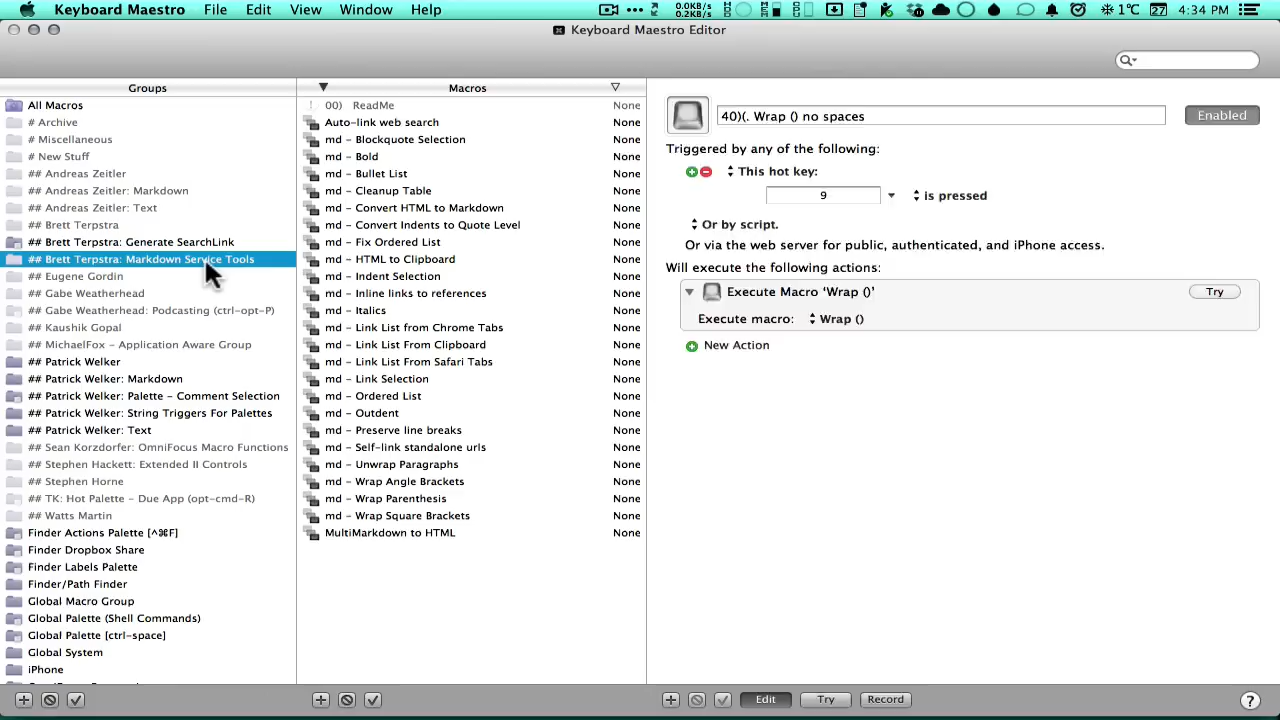 Keyboard Maestro File Edit View Window Help
0.0KB/s
0.2KB/s
1°C 27 4:34 PM
Keyboard Maestro Editor
Groups
All Macros
# Archive
# Miscellaneous
# New Stuff
## Andreas Zeitler
## Andreas Zeitler: Markdown
## Andreas Zeitler: Text
## Brett Terpstra
## Brett Terpstra: Generate SearchLink
## Brett Terpstra: Markdown Service Tools
## Eugene Gordin
## Gabe Weatherhead
## Gabe Weatherhead: Podcasting (ctrl-opt-P)
## Kaushik Gopal
## MichaelFox - Application Aware Group
## Patrick Welker
## Patrick Welker: Markdown
## Patrick Welker: Palette - Comment Selection
## Patrick Welker: String Triggers For Palettes
## Patrick Welker: Text
## Sean Korzdorfer: OmniFocus Macro Functions
## Stephen Hackett: Extended II Controls
## Stephen Horne
## TK: Hot Palette - Due App (opt-cmd-R)
## Watts Martin
Finder Actions Palette [^⌘F]
Finder Dropbox Share
Finder Labels Palette
Finder/Path Finder
Global Macro Group
Global Palette (Shell Commands)
Global Palette [ctrl-space]
Global System
iPhone
Macros
00) ReadMe None
Auto-link web search None
md - Blockquote Selection None
md - Bold None
md - Bullet List None
md - Cleanup Table None
md - Convert HTML to Markdown None
md - Convert Indents to Quote Level None
md - Fix Ordered List None
md - HTML to Clipboard None
md - Indent Selection None
md - Inline links to references None
md - Italics None
md - Link List from Chrome Tabs None
md - Link List From Clipboard None
md - Link List From Safari Tabs None
md - Link Selection None
md - Ordered List None
md - Outdent None
md - Preserve line breaks None
md - Self-link standalone urls None
md - Unwrap Paragraphs None
md - Wrap Angle Brackets None
md - Wrap Parenthesis None
md - Wrap Square Brackets None
MultiMarkdown to HTML None
40)(. Wrap () no spaces
Enabled
Triggered by any of the following:
This hot key:
9 is pressed
Or by script.
Or via the web server for public, authenticated, and iPhone access.
Will execute the following actions:
Execute Macro ‘Wrap ()’ Try
Execute macro: Wrap ()
New Action
Edit Try Record ?